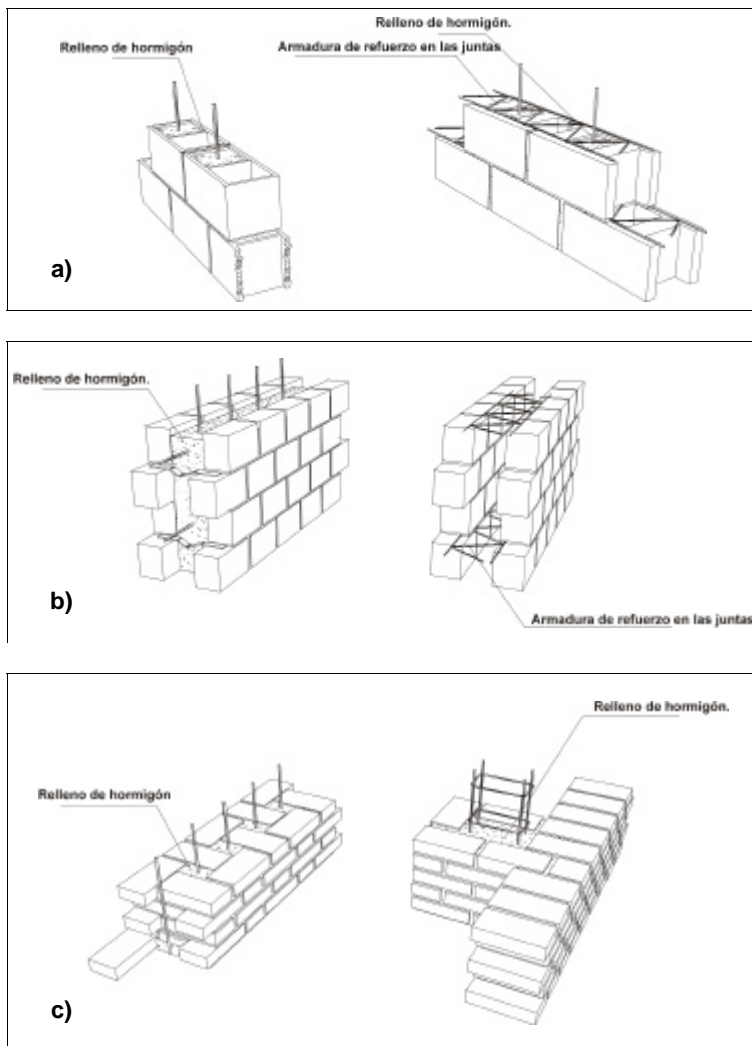 Relleno de hormigón.
Relleno de hormigón
Armadura de refuerzo en las juntas
a)
Relleno de hormigón.
b)
Armadura de refuerzo en las juntas
Relleno de hormigón.
Relleno de hormigón
c)